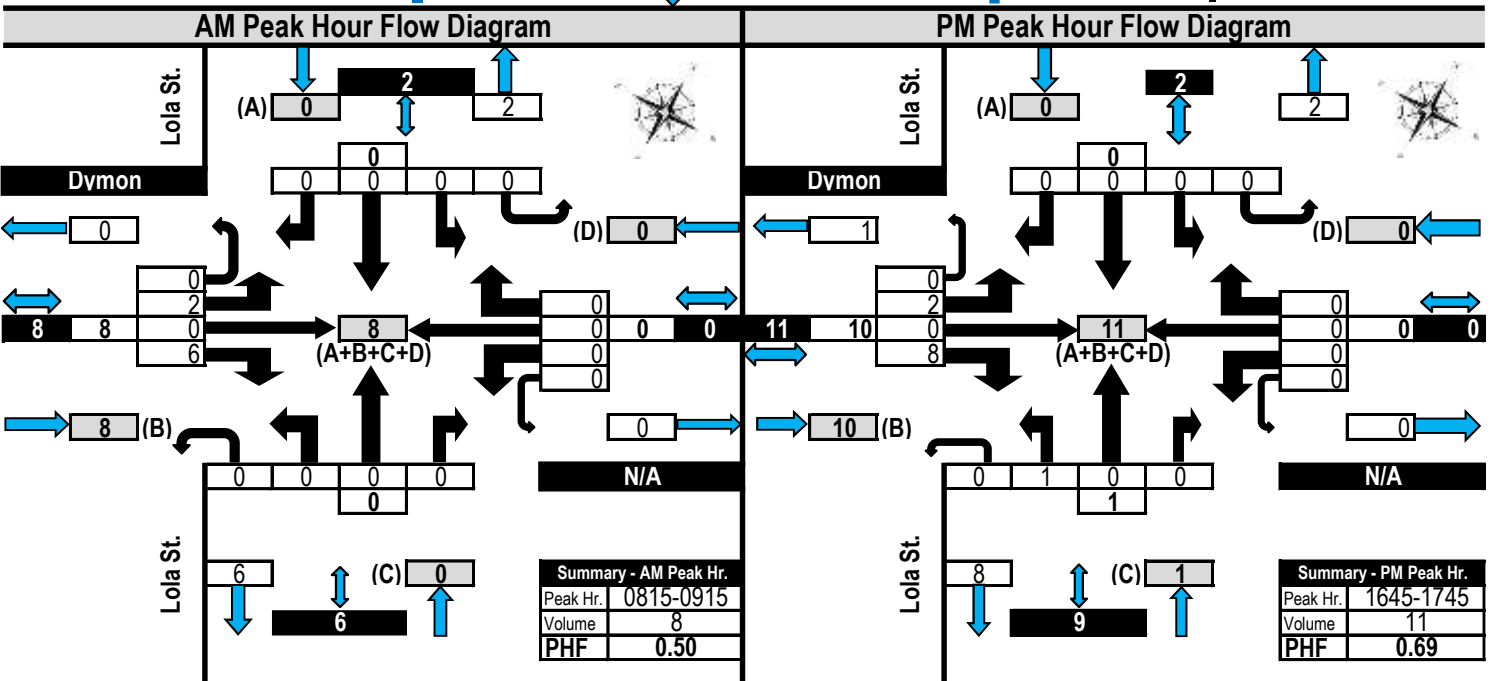 AM Peak Hour Flow Diagram
Lola St.
2
(A) 0
2
0
0 0 0 0
Dymon
0
(D) 0
0
2
8 8 0
6
8
(A+B+C+D)
0
0 0 0
0
0
8 (B)
0
0 0 0 0
0
N/A
Lola St.
6
(C) 0
6
Summary - AM Peak Hr.
Peak Hr. 0815-0915
Volume 8
PHF 0.50
PM Peak Hour Flow Diagram
Lola St.
2
(A) 0
2
0
0 0 0 0
Dymon
1
(D) 0
0
2
11 10 0
8
11
(A+B+C+D)
0
0 0 0
0
0
10 (B)
0
0 1 0 0
1
N/A
Lola St.
8
(C) 1
9
Summary - PM Peak Hr.
Peak Hr. 1645-1745
Volume 11
PHF 0.69